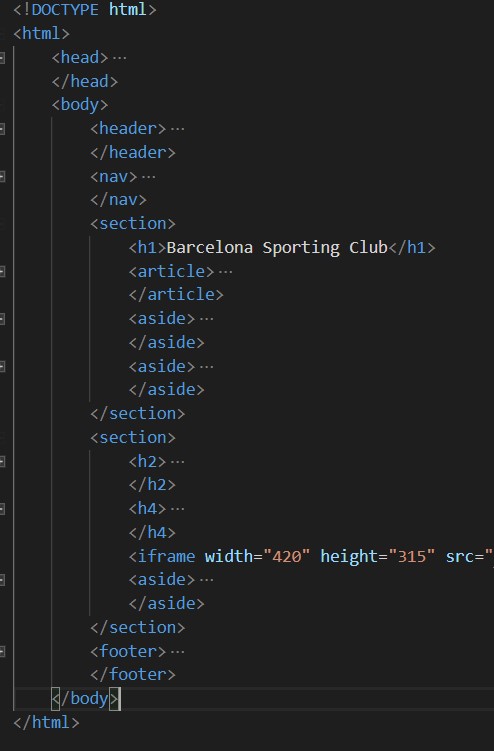 <!DOCTYPE html>
<html>
<head>...
</head>
<body>
<header>...
</header>
<nav>...
</nav>
<section>
<h1>Barcelona Sporting Club</h1>
<article>...
</article>
<aside>...
</aside>
<aside>...
</aside>
</section>
<section>
<h2>...
</h2>
<h4>...
</h4>
<iframe width="420" height="315" src="
<aside>...
</aside>
</section>
<footer>...
</footer>
</body>
</html>